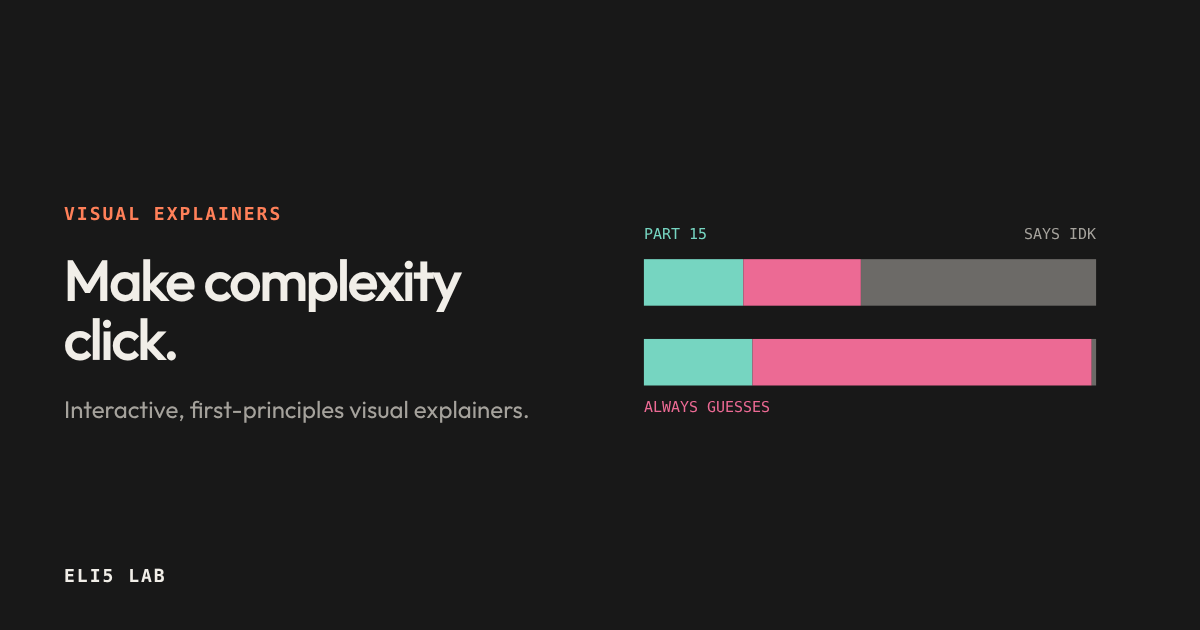 VISUAL EXPLAINERS
Make complexity
click.
Interactive, first-principles visual explainers.
ELI5 LAB
PART 15
SAYS IDK
ALWAYS GUESSES